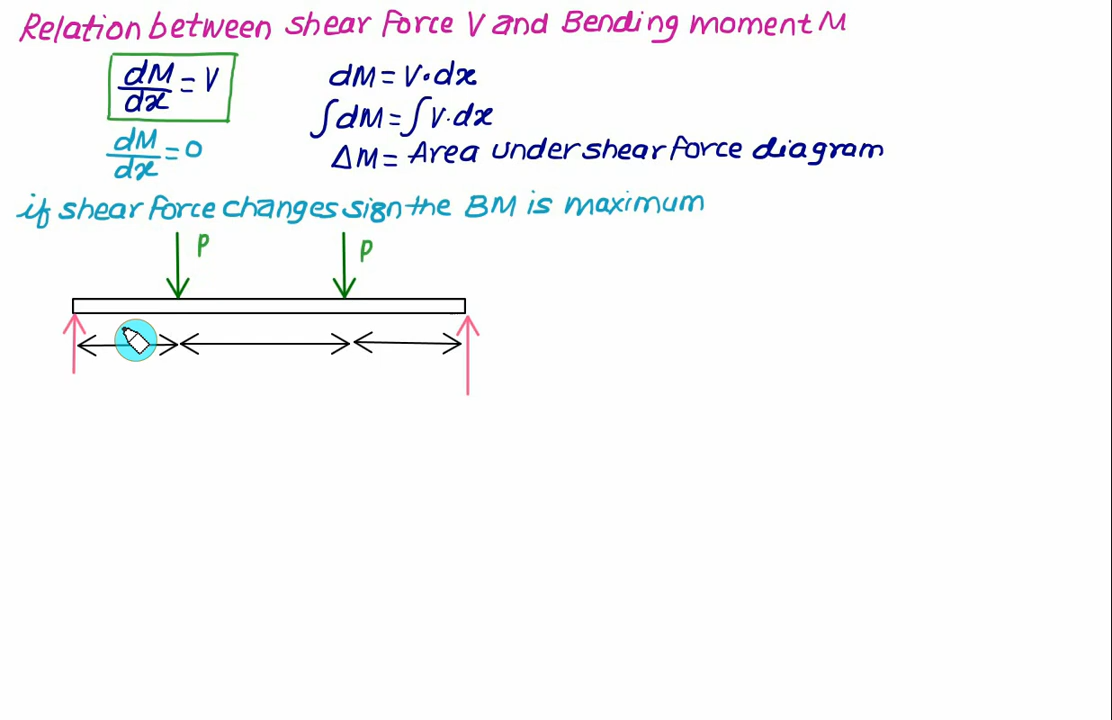 Relation between shear force V and Bending moment M
dM/dx = V
dM = V·dx
∫dM = ∫V·dx
dM/dx = 0
ΔM = Area under shear force diagram
if shear force changes sign the BM is maximum
P
P